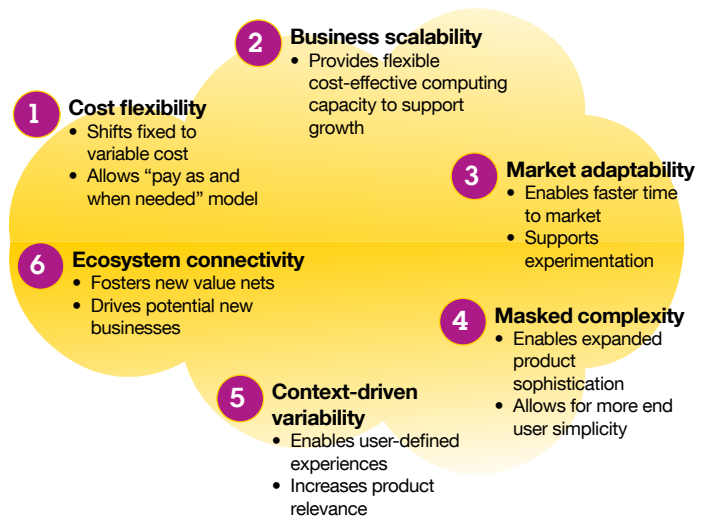 1
Cost flexibility
• Shifts fixed to
variable cost
• Allows “pay as and
when needed” model
2
Business scalability
• Provides flexible
cost-effective computing
capacity to support
growth
3
Market adaptability
• Enables faster time
to market
• Supports
experimentation
4
Masked complexity
• Enables expanded
product
sophistication
• Allows for more end
user simplicity
5
Context-driven
variability
• Enables user-defined
experiences
• Increases product
relevance
6
Ecosystem connectivity
• Fosters new value nets
• Drives potential new
businesses